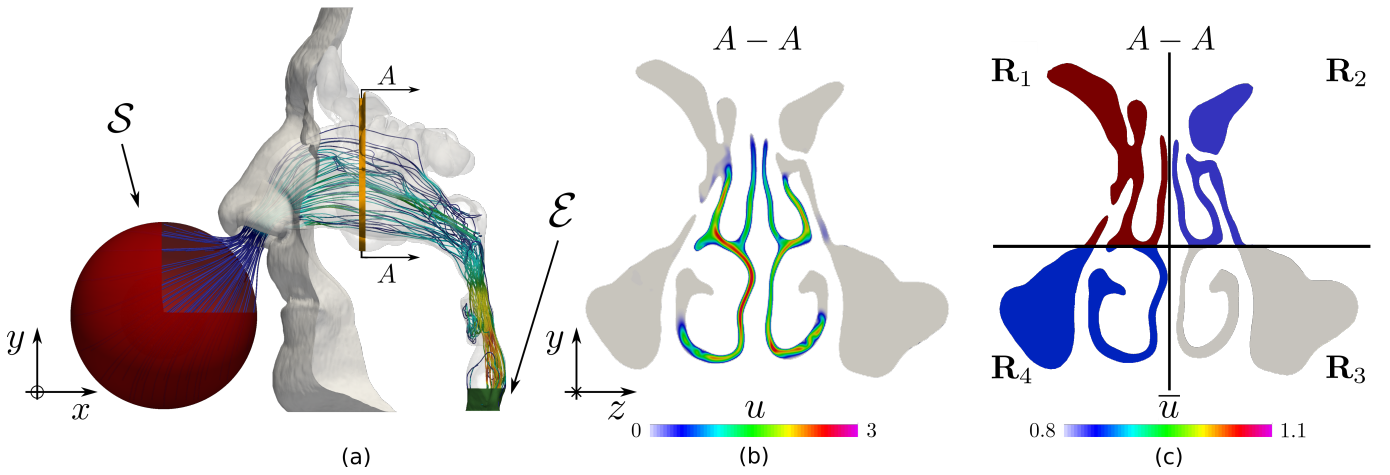 A
A
𝒮
ℰ
y
x
(a)
A − A
y
z
u
0
3
(b)
A − A
R₁
R₂
R₄
R₃
u̅
0.8
1.1
(c)